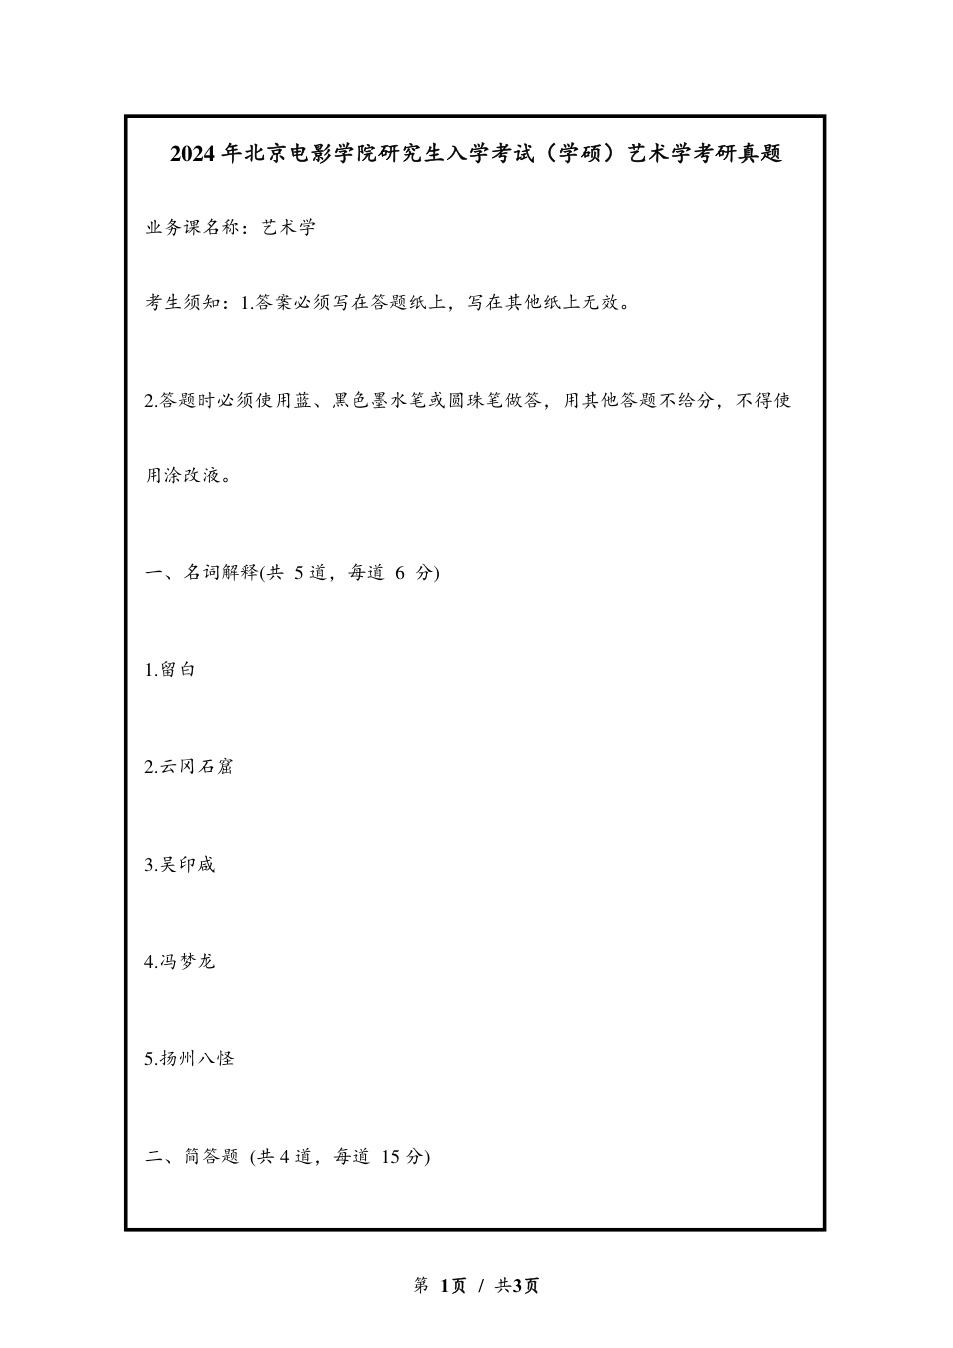 2024 年北京电影学院研究生入学考试（学硕）艺术学考研真题
业务课名称：艺术学
考生须知：1.答案必须写在答题纸上，写在其他纸上无效。
2.答题时必须使用蓝、黑色墨水笔或圆珠笔做答，用其他答题不给分，不得使
用涂改液。
一、名词解释(共 5 道，每道 6 分)
1.留白
2.云冈石窟
3.吴印咸
4.冯梦龙
5.扬州八怪
二、简答题 (共 4 道，每道 15 分)
第 1页 / 共3页